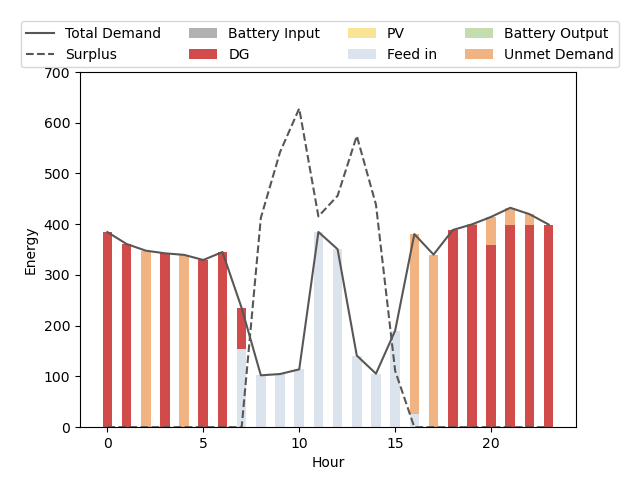 Total Demand Battery Input PV Battery Output
Surplus DG Feed in Unmet Demand
700
600
500
400
300
200
100
0
Energy
0 5 10 15 20
Hour